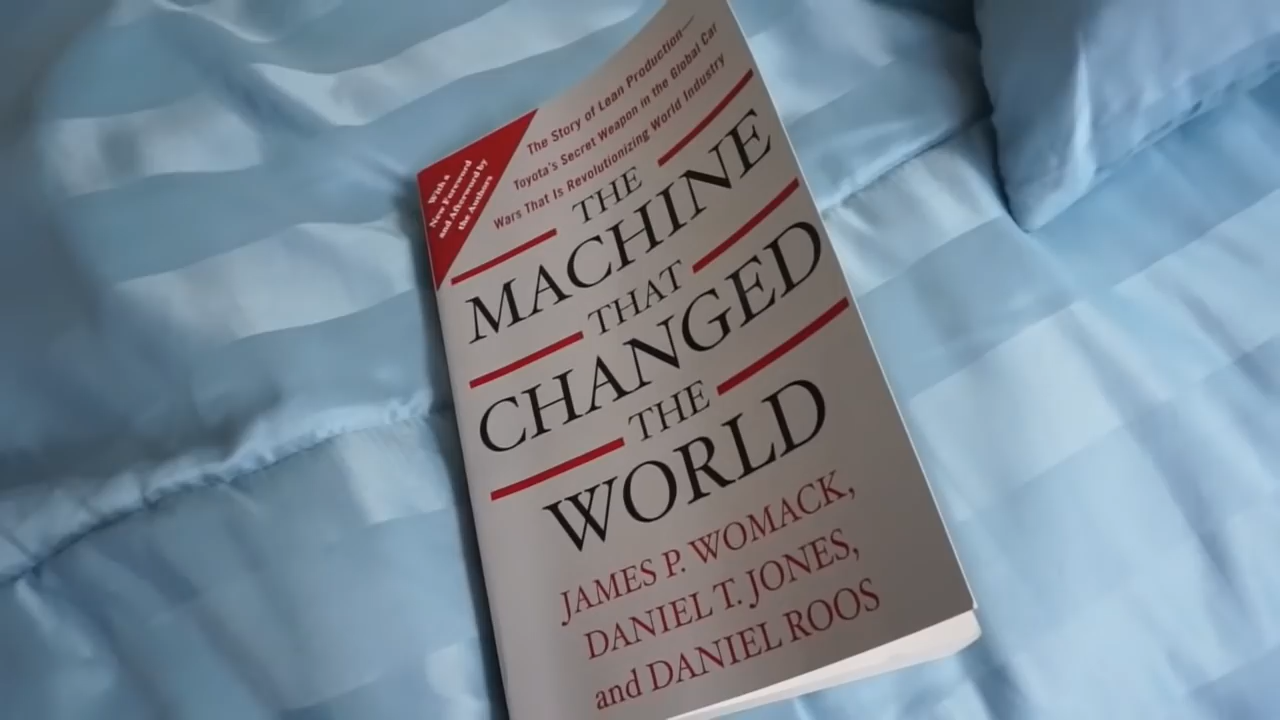 With a
New Foreword
and Afterword by
the Authors
The Story of Lean Production—
Toyota's Secret Weapon in the Global Car
Wars That Is Revolutionizing World Industry
THE
MACHINE
THAT
CHANGED
THE
WORLD
JAMES P. WOMACK,
DANIEL T. JONES,
and DANIEL ROOS